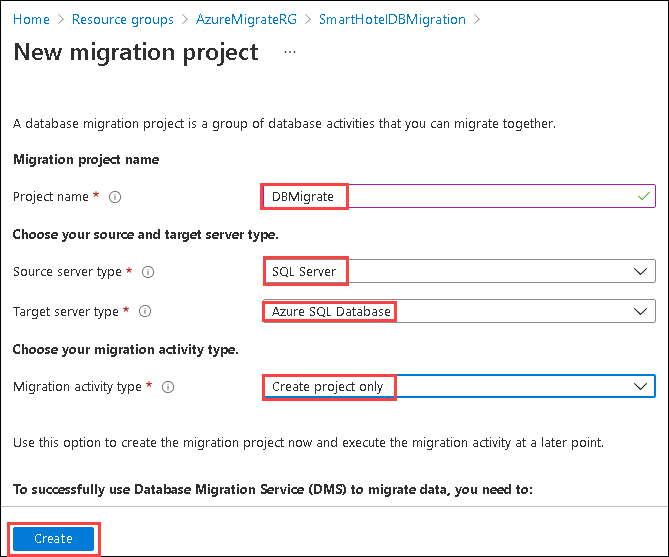 Home > Resource groups > AzureMigrateRG > SmartHotelDBMigration >
New migration project ...
A database migration project is a group of database activities that you can migrate together.
Migration project name
Project name *
DBMigrate
Choose your source and target server type.
Source server type *
SQL Server
Target server type *
Azure SQL Database
Choose your migration activity type.
Migration activity type *
Create project only
Use this option to create the migration project now and execute the migration activity at a later point.
To successfully use Database Migration Service (DMS) to migrate data, you need to:
Create